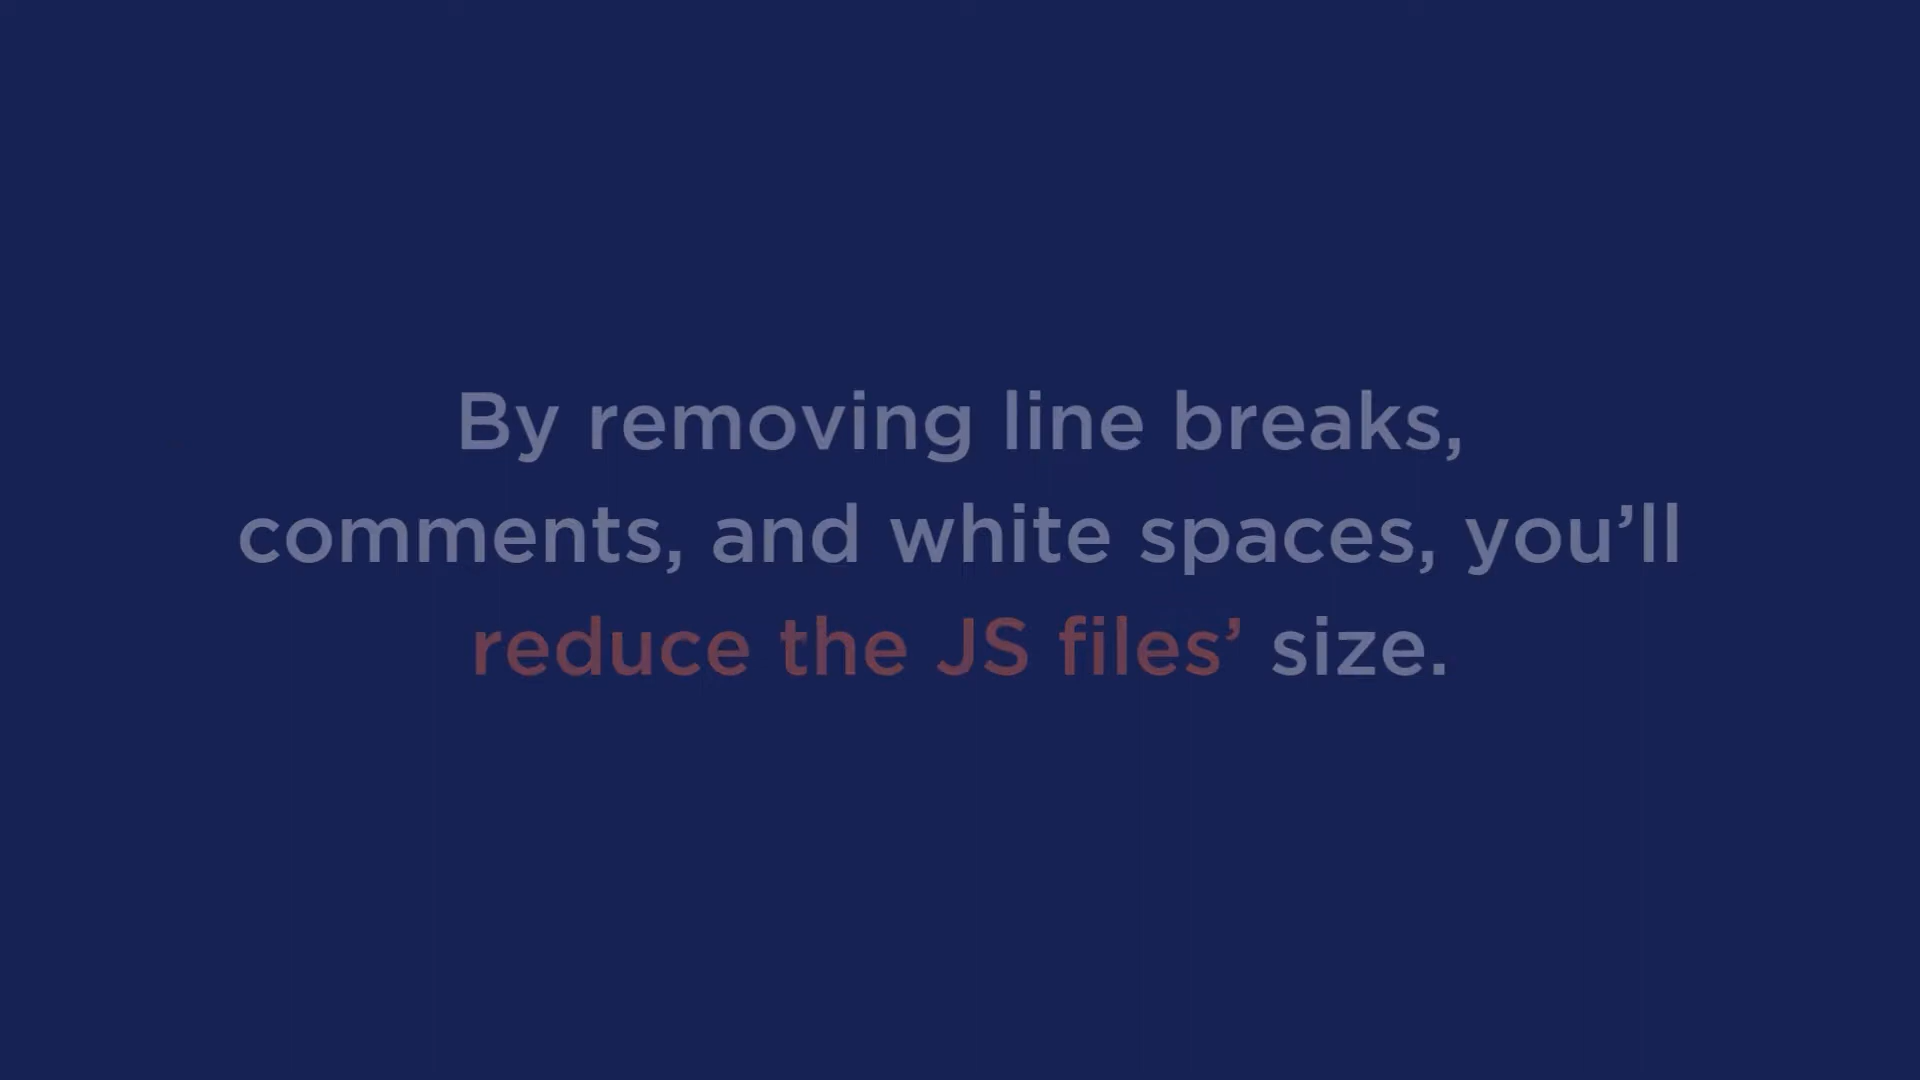 By removing line breaks,
comments, and white spaces, you’ll
reduce the JS files’ size.